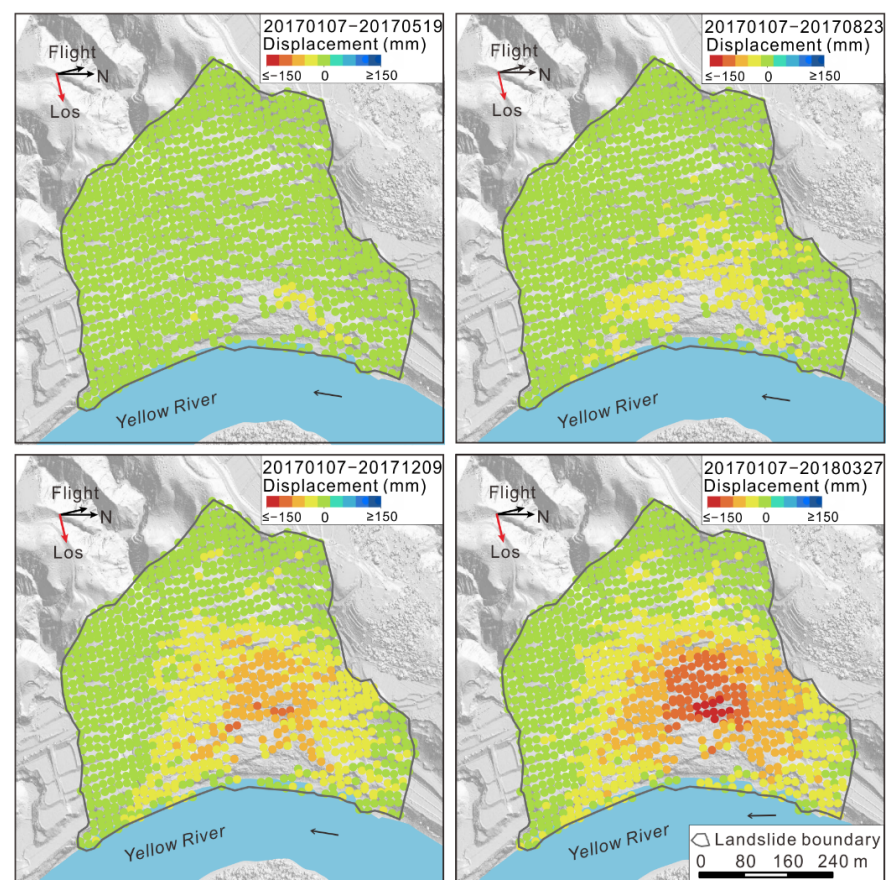 20170107-20170519
Displacement (mm)
≤-150 0 ≥150
Flight
N
Los
Yellow River
20170107-20170823
Displacement (mm)
≤-150 0 ≥150
Flight
N
Los
Yellow River
20170107-20171209
Displacement (mm)
≤-150 0 ≥150
Flight
N
Los
Yellow River
20170107-20180327
Displacement (mm)
≤-150 0 ≥150
Flight
N
Los
Yellow River
Landslide boundary
0 80 160 240 m